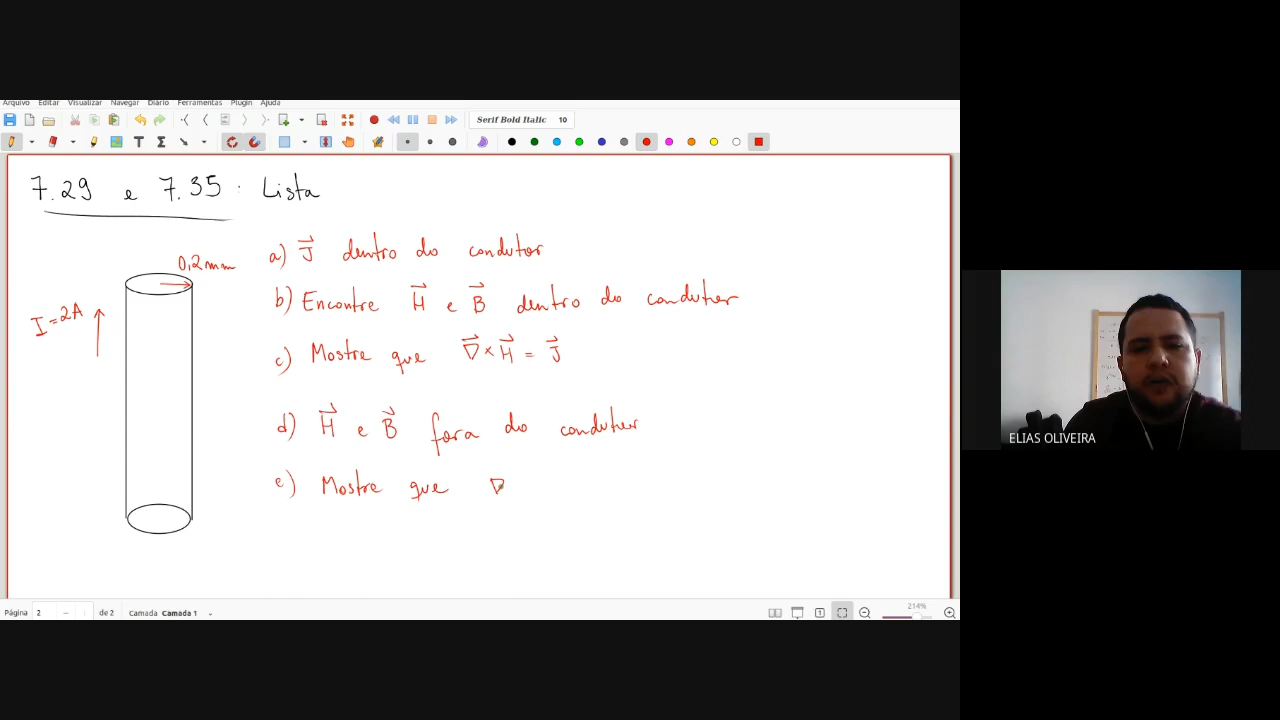 Arquivo Editar Visualizar Navegar Diário Ferramentas Plugin Ajuda
Serif Bold Italic 10
7.29 e 7.35 : Lista
0,2mm
I = 2A
a) J⃗ dentro do condutor
b) Encontre H⃗ e B⃗ dentro do condutor
c) Mostre que ∇⃗ × H⃗ = J⃗
d) H⃗ e B⃗ fora do condutor
e) Mostre que ∇
ELIAS OLIVEIRA
Página 2 de 2 Camada Camada 1
214%